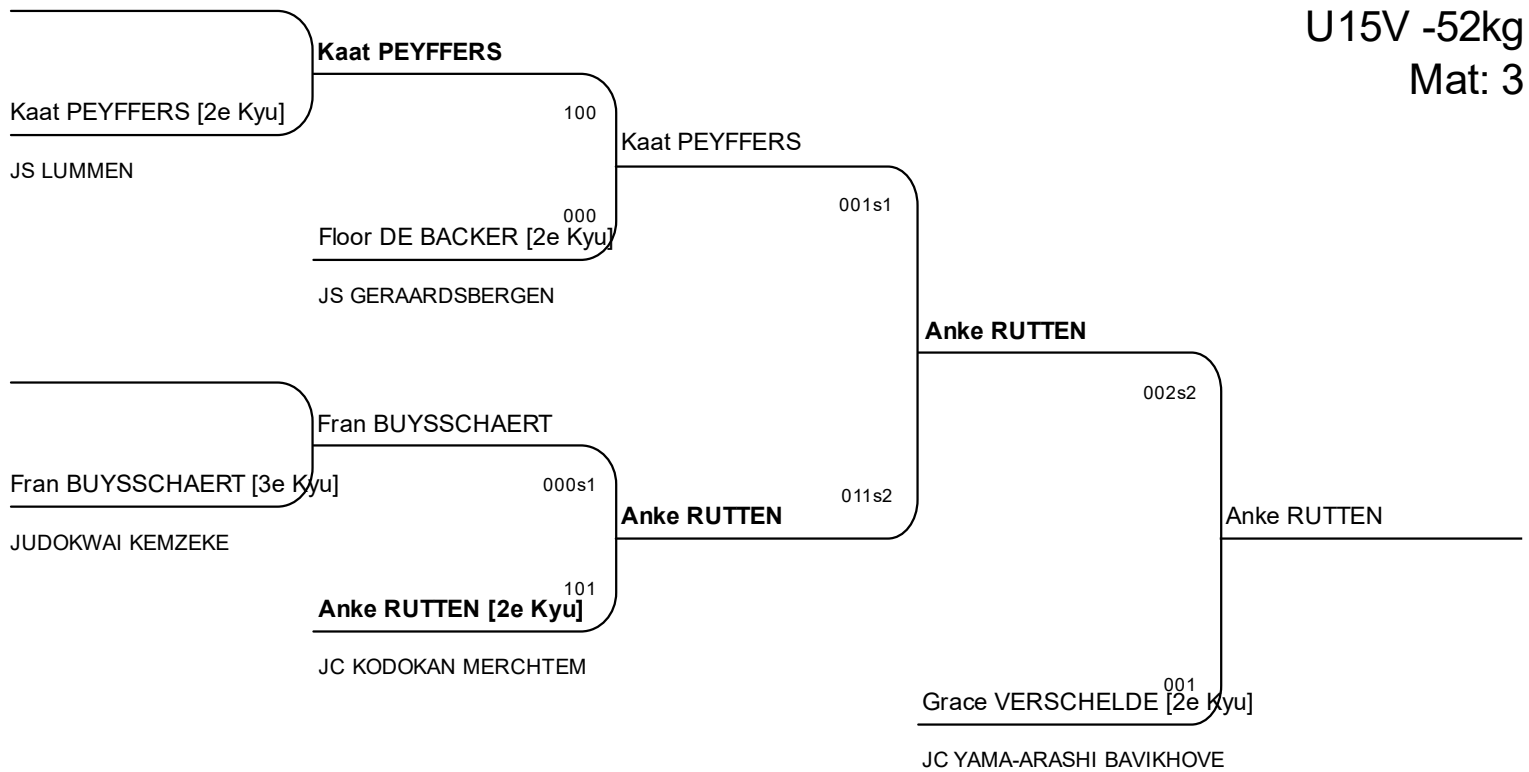 U15V -52kg
Mat: 3
Kaat PEYFFERS
Kaat PEYFFERS [2e Kyu]
JS LUMMEN
100
Kaat PEYFFERS
000
Floor DE BACKER [2e Kyu]
JS GERAARDSBERGEN
001s1
Anke RUTTEN
002s2
Fran BUYSSCHAERT
Fran BUYSSCHAERT [3e Kyu]
JUDOKWAI KEMZEKE
000s1
Anke RUTTEN
011s2
Anke RUTTEN
101
Anke RUTTEN [2e Kyu]
JC KODOKAN MERCHTEM
001
Grace VERSCHELDE [2e Kyu]
JC YAMA-ARASHI BAVIKHOVE